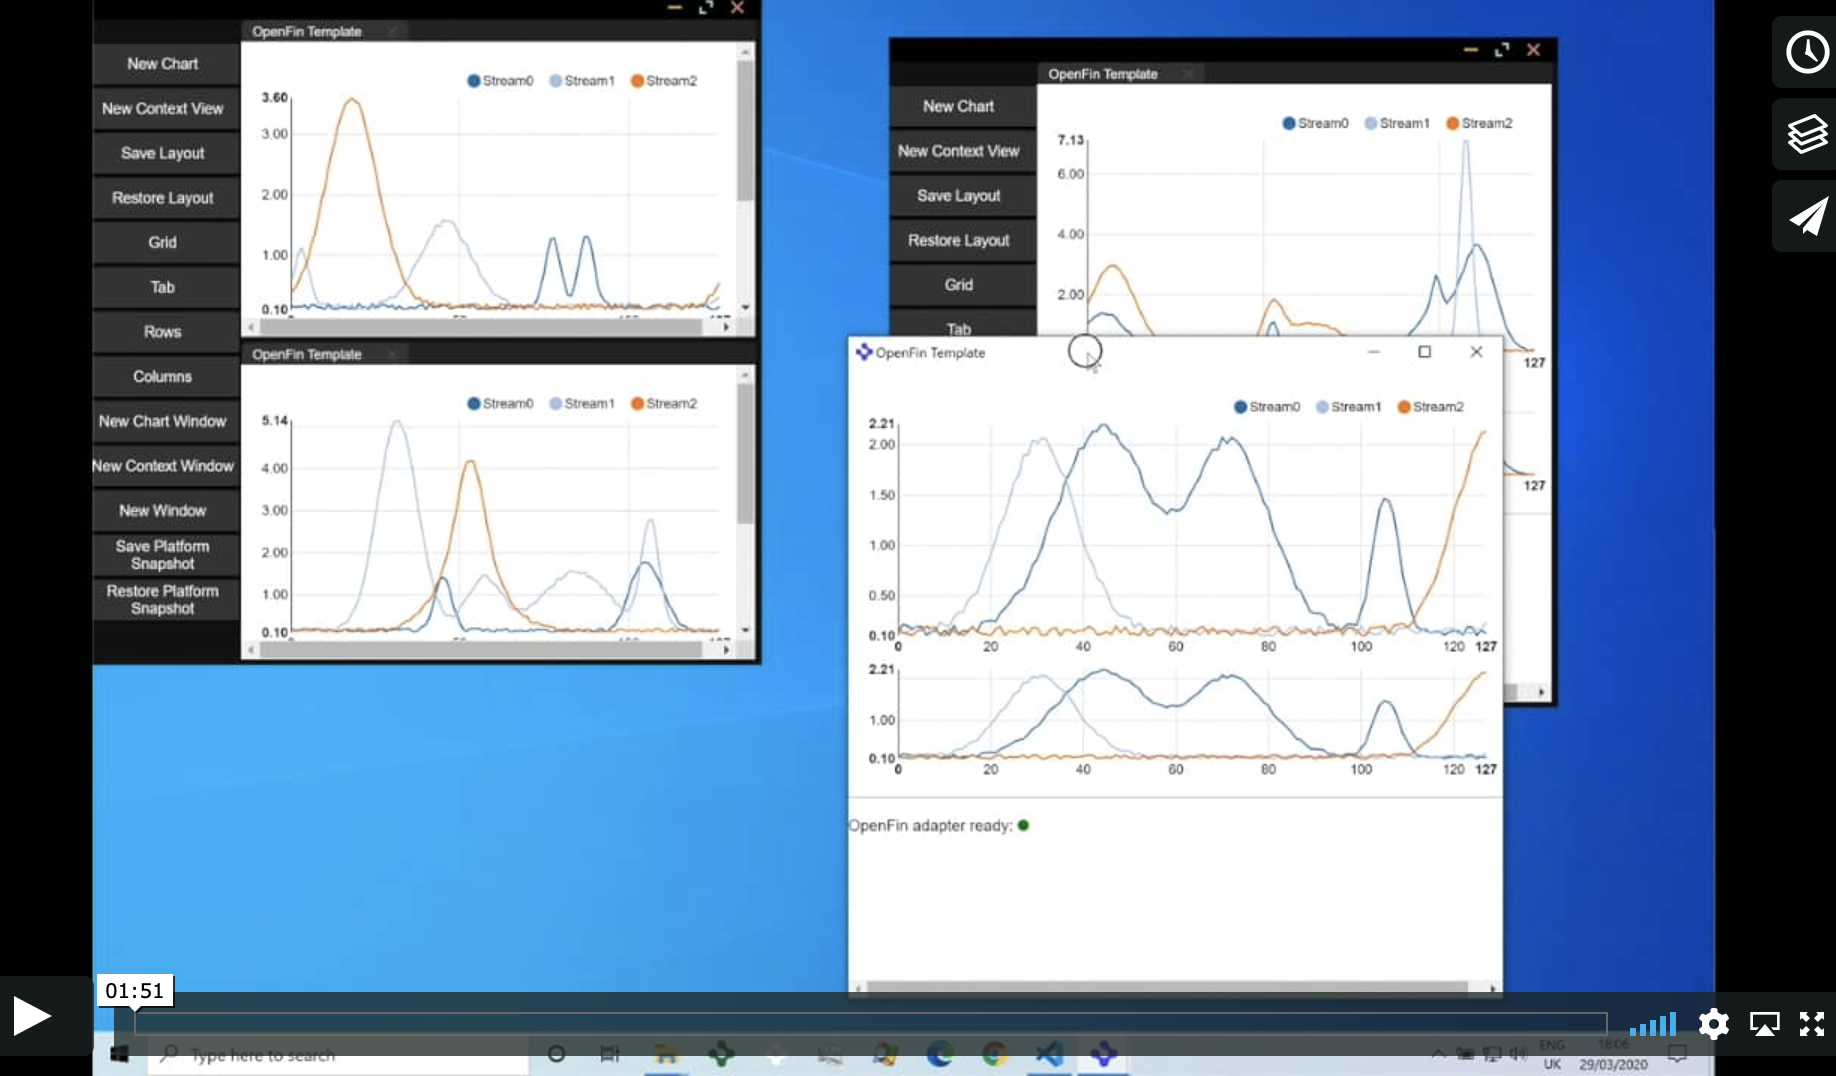 OpenFin Template
New Chart
New Context View
Save Layout
Restore Layout
Grid
Tab
Rows
Columns
New Chart Window
New Context Window
New Window
Save Platform
Snapshot
Restore Platform
Snapshot
Stream0 Stream1 Stream2
3.60
3.00
2.00
1.00
0.10
OpenFin Template
Stream0 Stream1 Stream2
5.14
4.00
3.00
2.00
1.00
0.10
OpenFin Template
New Chart
New Context View
Save Layout
Restore Layout
Grid
Tab
Stream0 Stream1 Stream2
7.13
6.00
4.00
2.00
127
127
OpenFin Template
Stream0 Stream1 Stream2
2.21
2.00
1.50
1.00
0.50
0.10
0 20 40 60 80 100 120 127
2.21
1.00
0.10
0 20 40 60 80 100 120 127
OpenFin adapter ready:
01:51
Type here to search
ENG
UK
18:06
29/03/2020